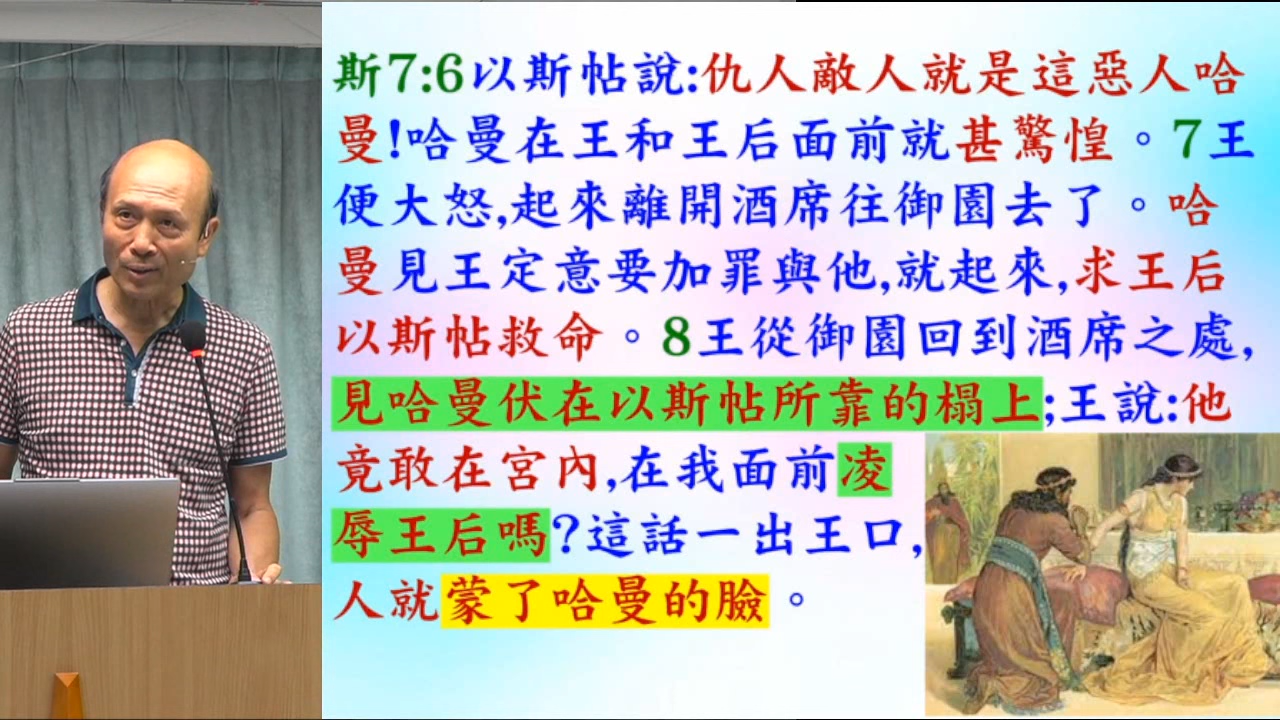 斯7:6以斯帖說:仇人敵人就是這惡人哈
曼!哈曼在王和王后面前就甚驚惶。7王
便大怒,起來離開酒席往御園去了。哈
曼見王定意要加罪與他,就起來,求王后
以斯帖救命。8王從御園回到酒席之處,
見哈曼伏在以斯帖所靠的榻上;王說:他
竟敢在宮內,在我面前凌
辱王后嗎?這話一出王口,
人就蒙了哈曼的臉。